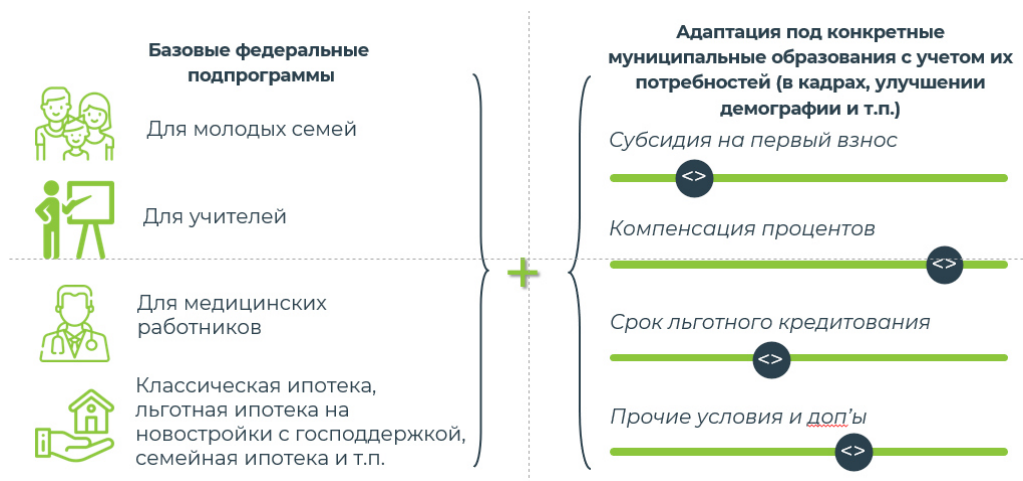 Базовые федеральные
подпрограммы
Для молодых семей
Для учителей
Для медицинских
работников
Классическая ипотека,
льготная ипотека на
новостройки с господдержкой,
семейная ипотека и т.п.
+
Адаптация под конкретные
муниципальные образования с учетом их
потребностей (в кадрах, улучшении
демографии и т.п.)
Субсидия на первый взнос
<>
Компенсация процентов
<>
Срок льготного кредитования
<>
Прочие условия и доп’ы
<>